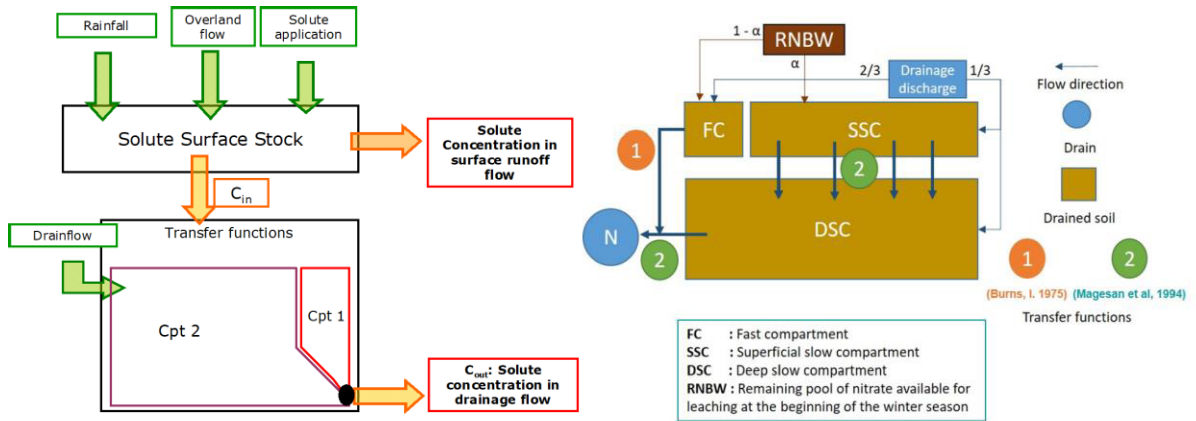 Rainfall
Overland
flow
Solute
application
Solute Surface Stock
Solute
Concentration in
surface runoff
flow
C_in
Transfer functions
Drainflow
Cpt 2
Cpt 1
C_out: Solute
concentration in
drainage flow
1 - α
RNBW
α
2/3
Drainage
discharge
1/3
FC
SSC
1
2
DSC
N
2
Flow direction
Drain
Drained soil
1
2
(Burns, I. 1975) (Magesan et al, 1994)
Transfer functions
FC : Fast compartment
SSC : Superficial slow compartment
DSC : Deep slow compartment
RNBW : Remaining pool of nitrate available for
leaching at the beginning of the winter season